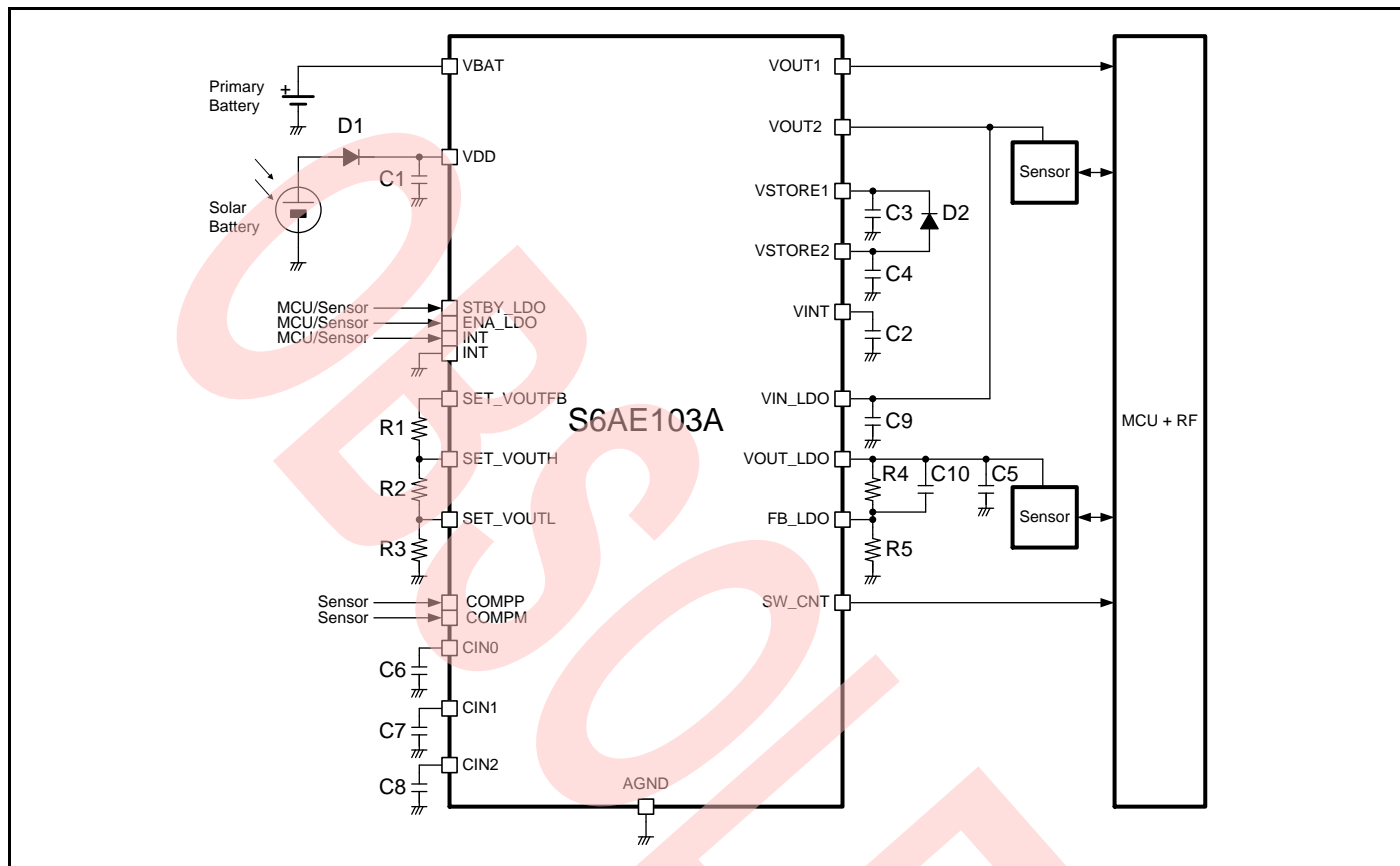 VBAT
VOUT1
Primary
Battery
+
D1
VOUT2
VDD
C1
Sensor
VSTORE1
C3
D2
Solar
Battery
VSTORE2
C4
MCU/Sensor
STBY_LDO
MCU/Sensor
ENA_LDO
MCU/Sensor
INT
INT
VINT
C2
SET_VOUTFB
S6AE103A
VIN_LDO
C9
MCU + RF
R1
SET_VOUTH
VOUT_LDO
R4
C10
C5
R2
SET_VOUTL
FB_LDO
Sensor
R3
R5
Sensor
COMPP
Sensor
COMPM
SW_CNT
CIN0
C6
CIN1
C7
CIN2
C8
AGND
OBSOLE